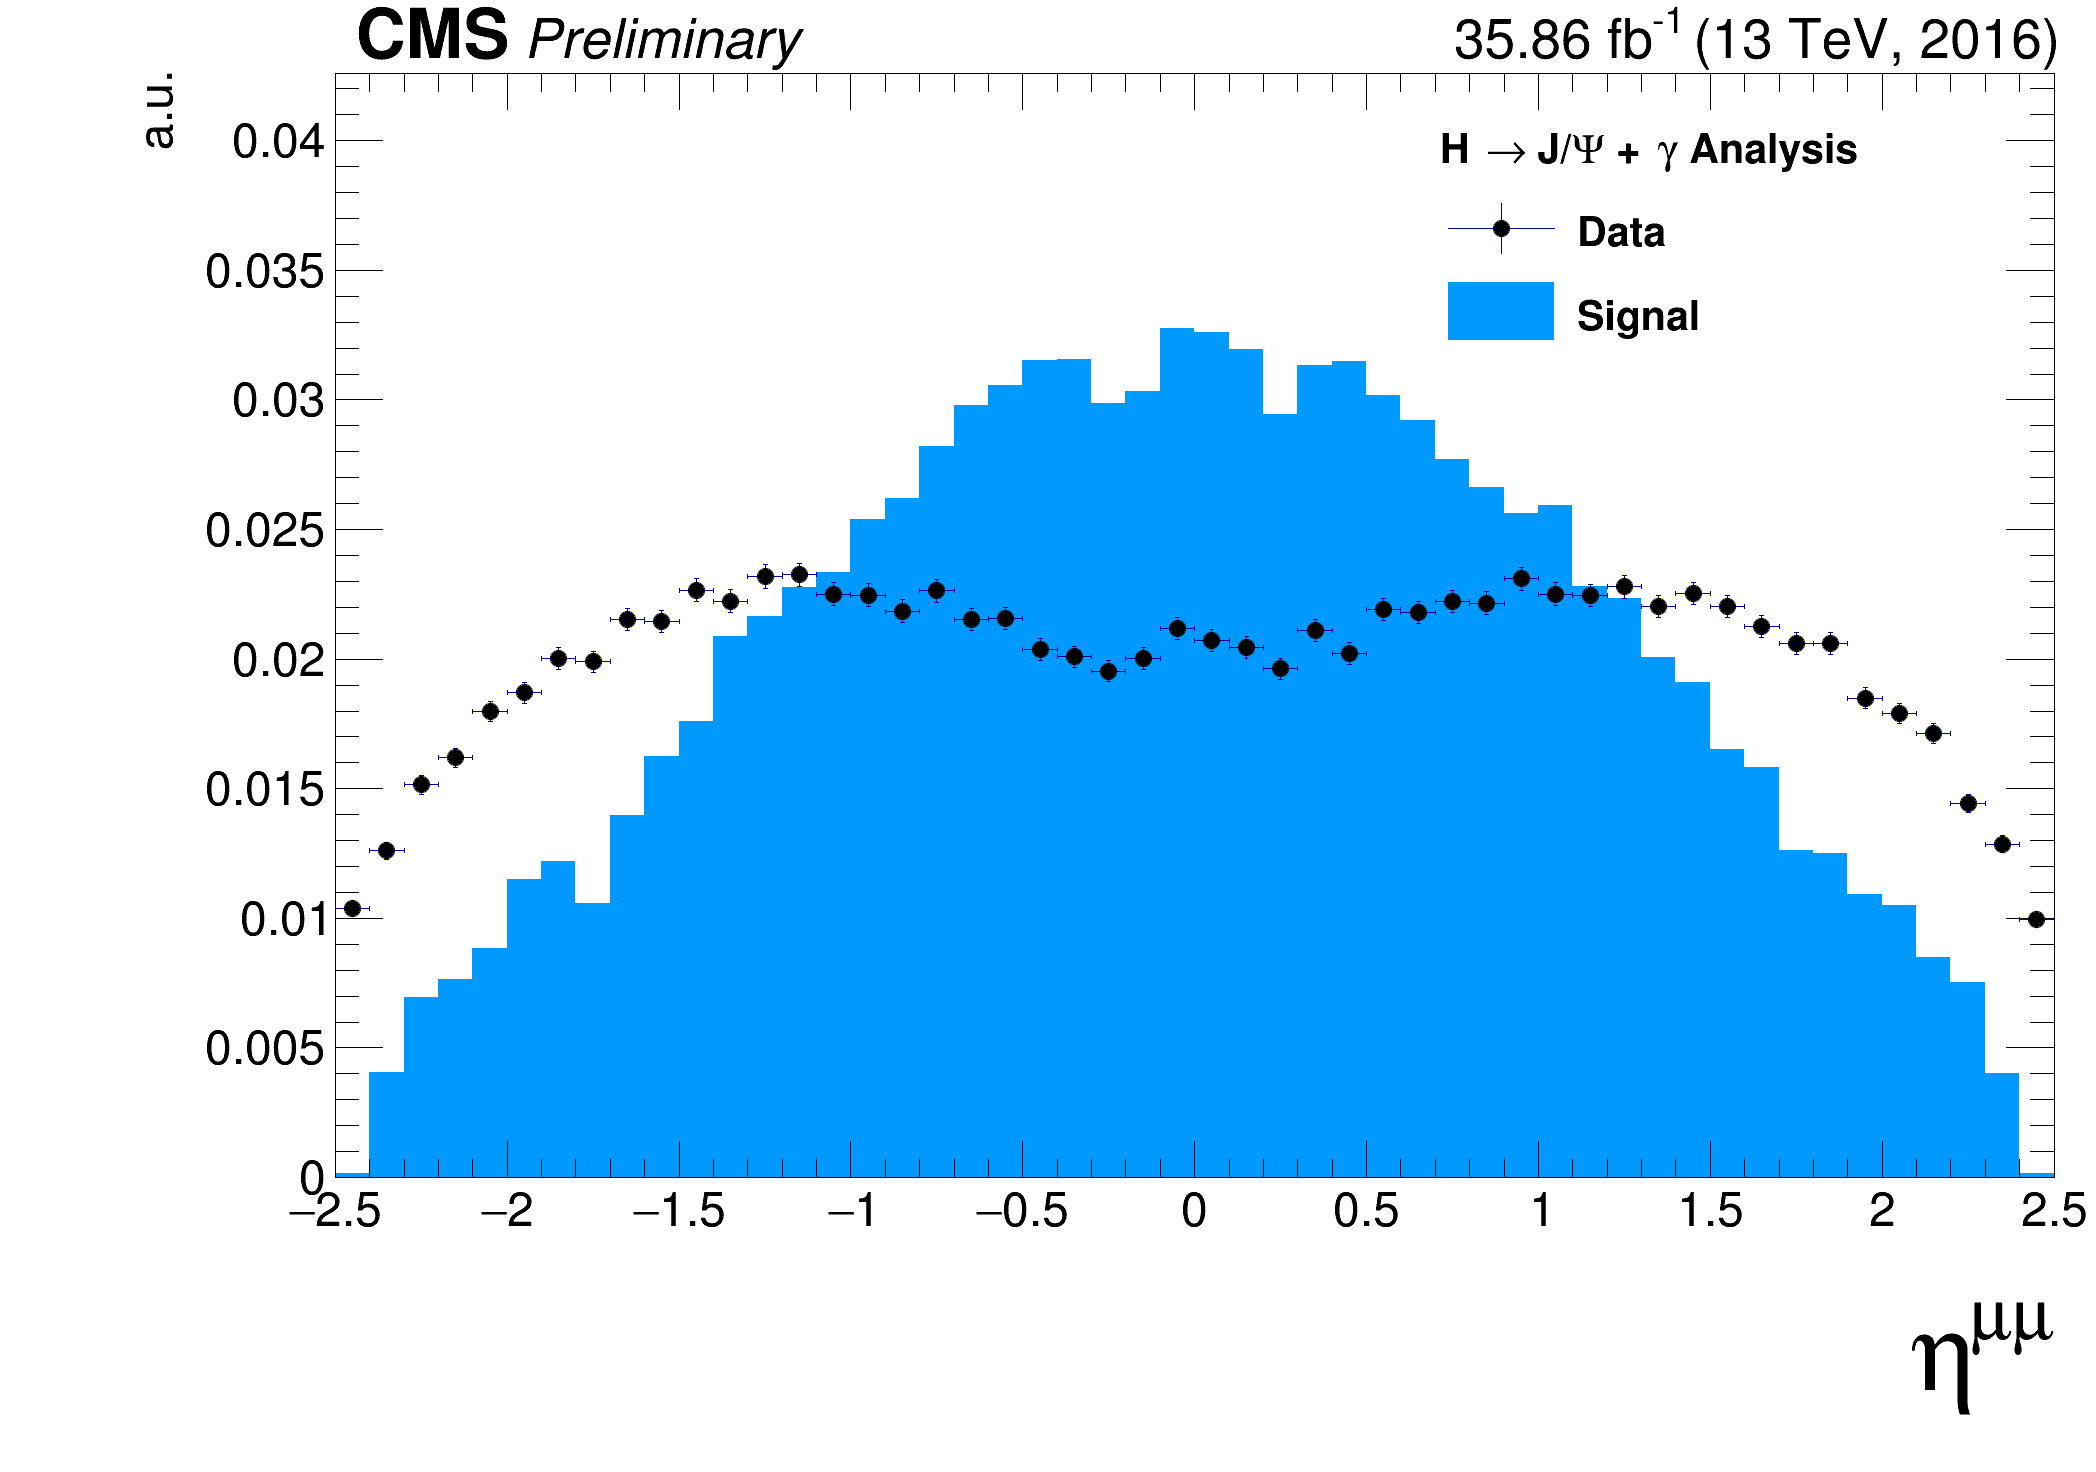 CMS Preliminary 35.86 fb⁻¹ (13 TeV, 2016)
a.u.
H → J/Ψ + γ Analysis
Data
Signal
0.04
0.035
0.03
0.025
0.02
0.015
0.01
0.005
0
−2.5 −2 −1.5 −1 −0.5 0 0.5 1 1.5 2 2.5
η^μμ